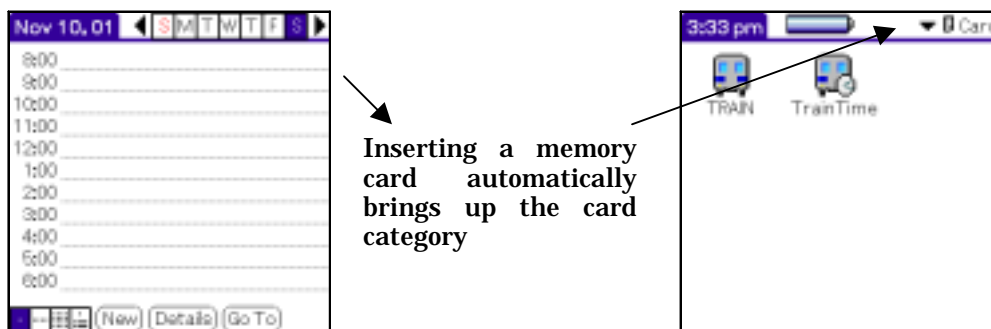 Nov 10, 01 S M T W T F S
8:00
9:00
10:00
11:00
12:00
1:00
2:00
3:00
4:00
5:00
6:00
New Details Go To
Inserting a memory
card automatically
brings up the card
category
3:33 pm Card
TRAIN TrainTime